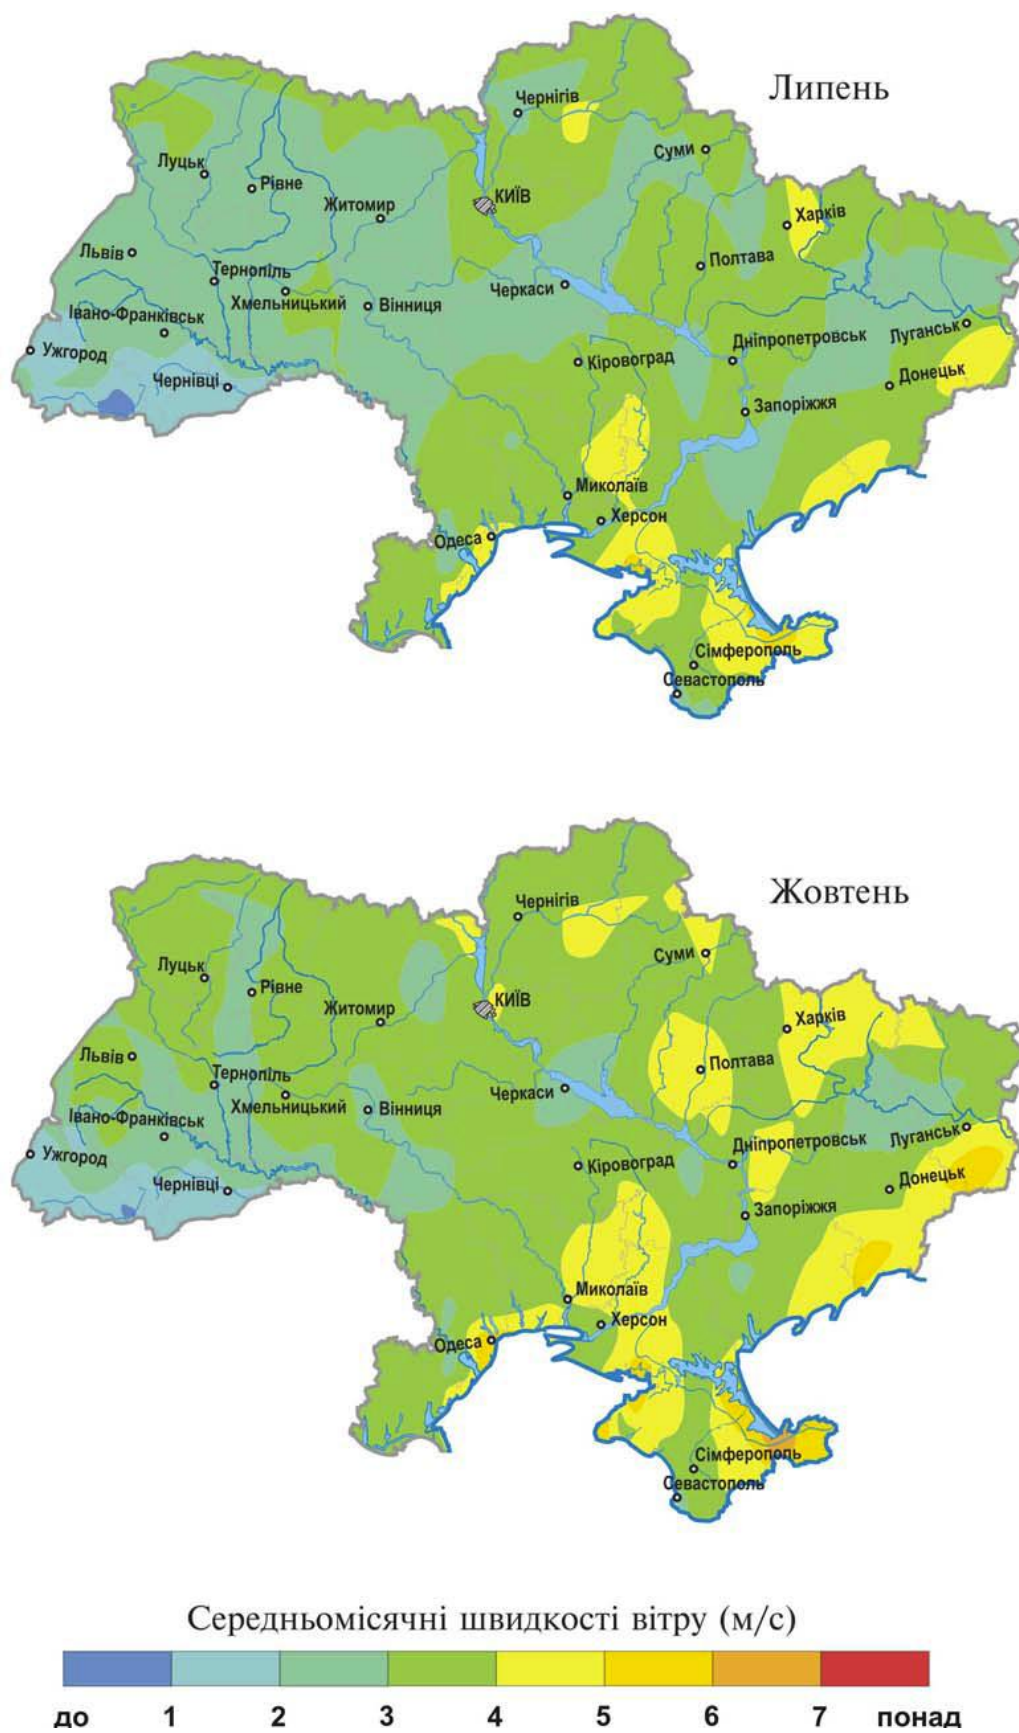 Липень
Чернігів
Суми
Луцьк
Рівне
КИЇВ
Житомир
Харків
Львів
Полтава
Тернопіль
Черкаси
Хмельницький
Вінниця
Івано-Франківськ
Луганськ
Ужгород
Кіровоград
Дніпропетровськ
Донецьк
Чернівці
Запоріжжя
Миколаїв
Херсон
Одеса
Сімферополь
Севастополь
Жовтень
Чернігів
Суми
Луцьк
Рівне
КИЇВ
Житомир
Харків
Львів
Полтава
Тернопіль
Черкаси
Хмельницький
Вінниця
Івано-Франківськ
Луганськ
Ужгород
Кіровоград
Дніпропетровськ
Донецьк
Чернівці
Запоріжжя
Миколаїв
Херсон
Одеса
Сімферополь
Севастополь
Середньомісячні швидкості вітру (м/с)
до 1 2 3 4 5 6 7 понад